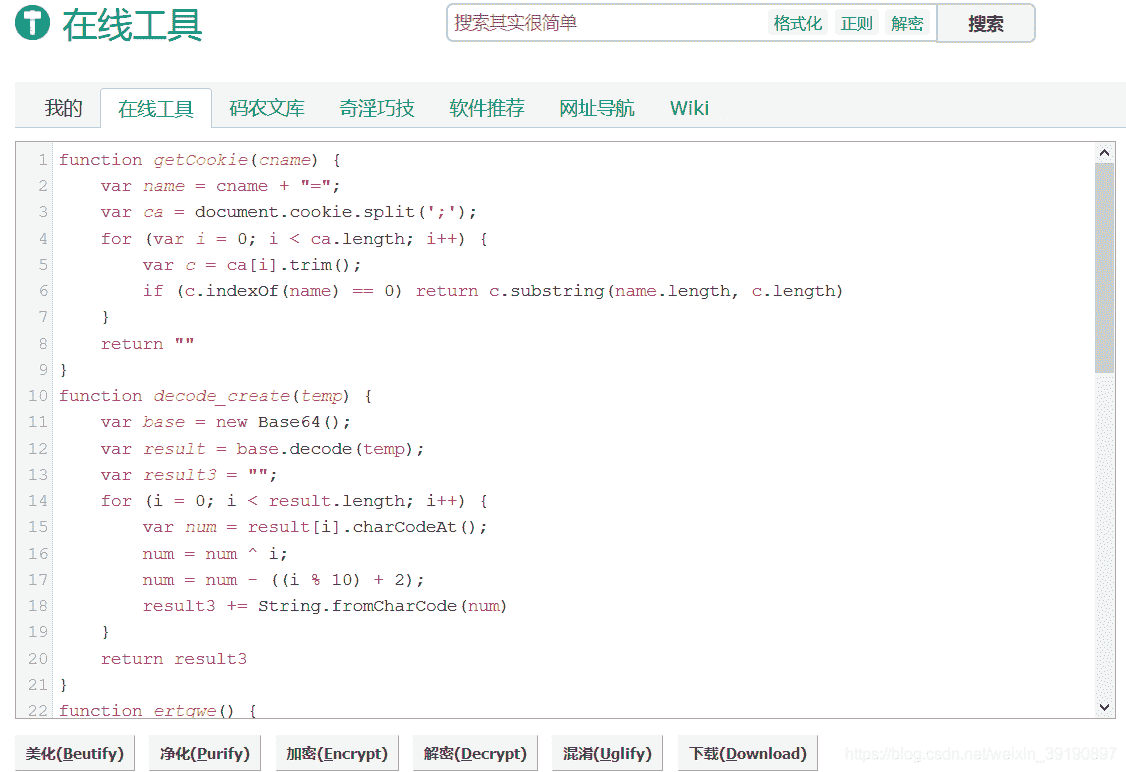 在线工具
搜索其实很简单 格式化 正则 解密 搜索
我的 在线工具 码农文库 奇淫巧技 软件推荐 网址导航 Wiki
1 function getCookie(cname) {
2 var name = cname + "=";
3 var ca = document.cookie.split(';');
4 for (var i = 0; i < ca.length; i++) {
5 var c = ca[i].trim();
6 if (c.indexOf(name) == 0) return c.substring(name.length, c.length)
7 }
8 return ""
9 }
10 function decode_create(temp) {
11 var base = new Base64();
12 var result = base.decode(temp);
13 var result3 = "";
14 for (i = 0; i < result.length; i++) {
15 var num = result[i].charCodeAt();
16 num = num ^ i;
17 num = num - ((i % 10) + 2);
18 result3 += String.fromCharCode(num)
19 }
20 return result3
21 }
22 function ertqwe() {
美化(Beutify) 净化(Purify) 加密(Encrypt) 解密(Decrypt) 混淆(Uglify) 下载(Download)
https://blog.csdn.net/weixin_39190897